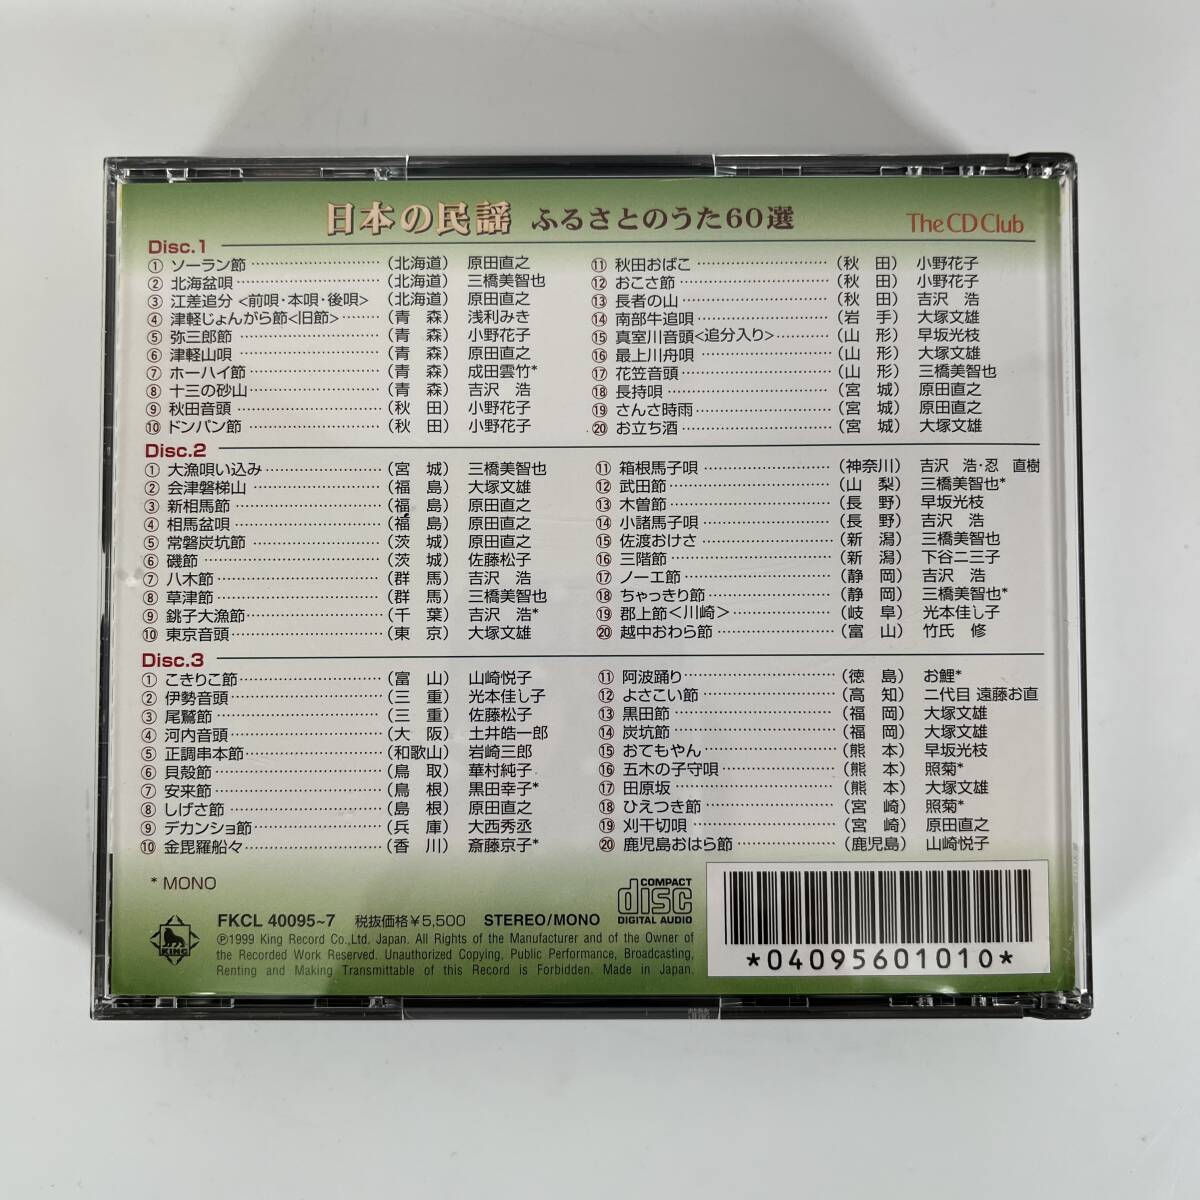 日本の民謡 ふるさとのうた60選 The CD Club
Disc.1
① ソーラン節 (北海道) 原田直之
② 北海盆唄 (北海道) 三橋美智也
③ 江差追分 <前唄・本唄・後唄> (北海道) 原田直之
④ 津軽じょんがら節<旧節> (青 森) 浅利みき
⑤ 弥三郎節 (青 森) 小野花子
⑥ 津軽山唄 (青 森) 原田直之
⑦ ホーハイ節 (青 森) 成田雲竹*
⑧ 十三の砂山 (青 森) 吉沢 浩
⑨ 秋田音頭 (秋 田) 小野花子
⑩ ドンパン節 (秋 田) 小野花子
⑪ 秋田おばこ (秋 田) 小野花子
⑫ おこさ節 (秋 田) 小野花子
⑬ 長者の山 (秋 田) 吉沢 浩
⑭ 南部牛追唄 (岩 手) 大塚文雄
⑮ 真室川音頭<追分入り> (山 形) 早坂光枝
⑯ 最上川舟唄 (山 形) 大塚文雄
⑰ 花笠音頭 (山 形) 三橋美智也
⑱ 長持唄 (宮 城) 原田直之
⑲ さんさ時雨 (宮 城) 原田直之
⑳ お立ち酒 (宮 城) 大塚文雄
Disc.2
① 大漁唄い込み (宮 城) 三橋美智也
② 会津磐梯山 (福 島) 大塚文雄
③ 新相馬節 (福 島) 原田直之
④ 相馬盆唄 (福 島) 原田直之
⑤ 常磐炭坑節 (茨 城) 原田直之
⑥ 磯節 (茨 城) 佐藤松子
⑦ 八木節 (群 馬) 吉沢 浩
⑧ 草津節 (群 馬) 三橋美智也
⑨ 銚子大漁節 (千 葉) 吉沢 浩*
⑩ 東京音頭 (東 京) 大塚文雄
⑪ 箱根馬子唄 (神奈川) 吉沢 浩・忍 直樹
⑫ 武田節 (山 梨) 三橋美智也*
⑬ 木曽節 (長 野) 早坂光枝
⑭ 小諸馬子唄 (長 野) 吉沢 浩
⑮ 佐渡おけさ (新 潟) 三橋美智也
⑯ 三階節 (新 潟) 下谷二三子
⑰ ノーエ節 (静 岡) 吉沢 浩
⑱ ちゃっきり節 (静 岡) 三橋美智也*
⑲ 郡上節<川崎> (岐 阜) 光本佳し子
⑳ 越中おわら節 (富 山) 竹氏 修
Disc.3
① こきりこ節 (富 山) 山崎悦子
② 伊勢音頭 (三 重) 光本佳し子
③ 尾鷲節 (三 重) 佐藤松子
④ 河内音頭 (大 阪) 土井皓一郎
⑤ 正調串本節 (和歌山) 岩崎三郎
⑥ 貝殻節 (鳥 取) 華村純子
⑦ 安来節 (鳥 根) 黒田幸子*
⑧ しげさ節 (島 根) 原田直之
⑨ デカンショ節 (兵 庫) 大西秀丞
⑩ 金毘羅船々 (香 川) 斎藤京子*
⑪ 阿波踊り (徳 島) お鯉*
⑫ よさこい節 (高 知) 二代目 遠藤お直
⑬ 黒田節 (福 岡) 大塚文雄
⑭ 炭坑節 (福 岡) 大塚文雄
⑮ おてもやん (熊 本) 早坂光枝
⑯ 五木の子守唄 (熊 本) 照菊*
⑰ 田原坂 (熊 本) 大塚文雄
⑱ ひえつき節 (宮 崎) 照菊*
⑲ 刈干切唄 (宮 崎) 原田直之
⑳ 鹿児島おはら節 (鹿児島) 山崎悦子
* MONO
KING
FKCL 40095~7 税抜価格¥5,500 STEREO/MONO
COMPACT disc DIGITAL AUDIO
℗1999 King Record Co.,Ltd. Japan. All Rights of the Manufacturer and of the Owner of
the Recorded Work Reserved. Unauthorized Copying, Public Performance, Broadcasting,
Renting and Making Transmittable of this Record is Forbidden. Made in Japan.
*04095601010*